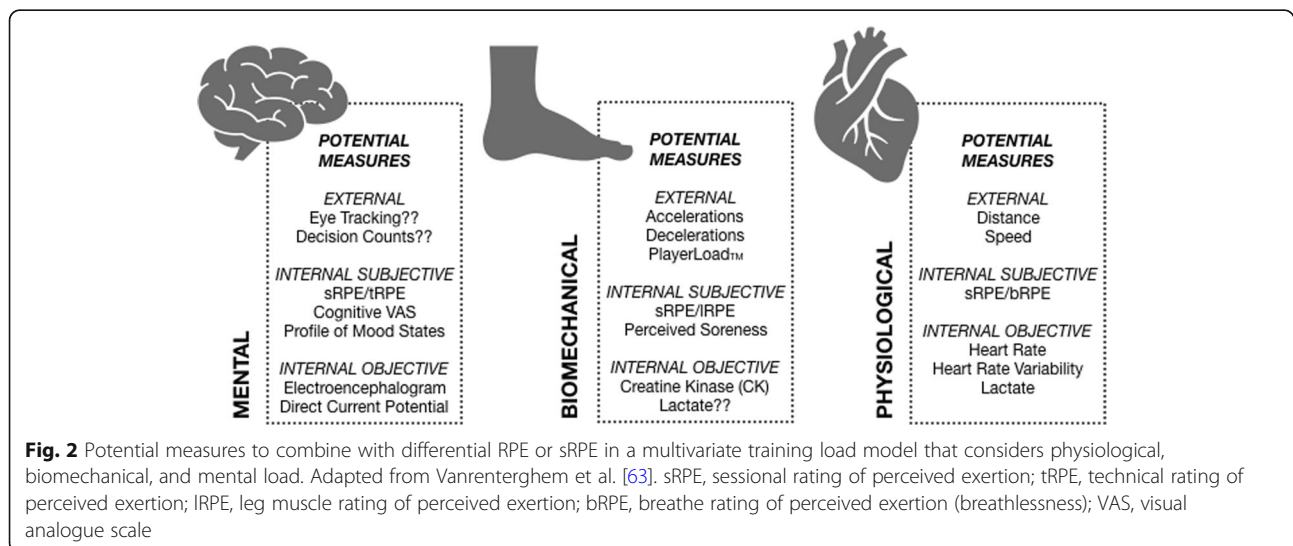 MENTAL
POTENTIAL
MEASURES
EXTERNAL
Eye Tracking??
Decision Counts??
INTERNAL SUBJECTIVE
sRPE/tRPE
Cognitive VAS
Profile of Mood States
INTERNAL OBJECTIVE
Electroencephalogram
Direct Current Potential
BIOMECHANICAL
POTENTIAL
MEASURES
EXTERNAL
Accelerations
Decelerations
PlayerLoad™
INTERNAL SUBJECTIVE
sRPE/lRPE
Perceived Soreness
INTERNAL OBJECTIVE
Creatine Kinase (CK)
Lactate??
PHYSIOLOGICAL
POTENTIAL
MEASURES
EXTERNAL
Distance
Speed
INTERNAL SUBJECTIVE
sRPE/bRPE
INTERNAL OBJECTIVE
Heart Rate
Heart Rate Variability
Lactate
Fig. 2 Potential measures to combine with differential RPE or sRPE in a multivariate training load model that considers physiological,
biomechanical, and mental load. Adapted from Vanrenterghem et al. [63]. sRPE, sessional rating of perceived exertion; tRPE, technical rating of
perceived exertion; lRPE, leg muscle rating of perceived exertion; bRPE, breathe rating of perceived exertion (breathlessness); VAS, visual
analogue scale